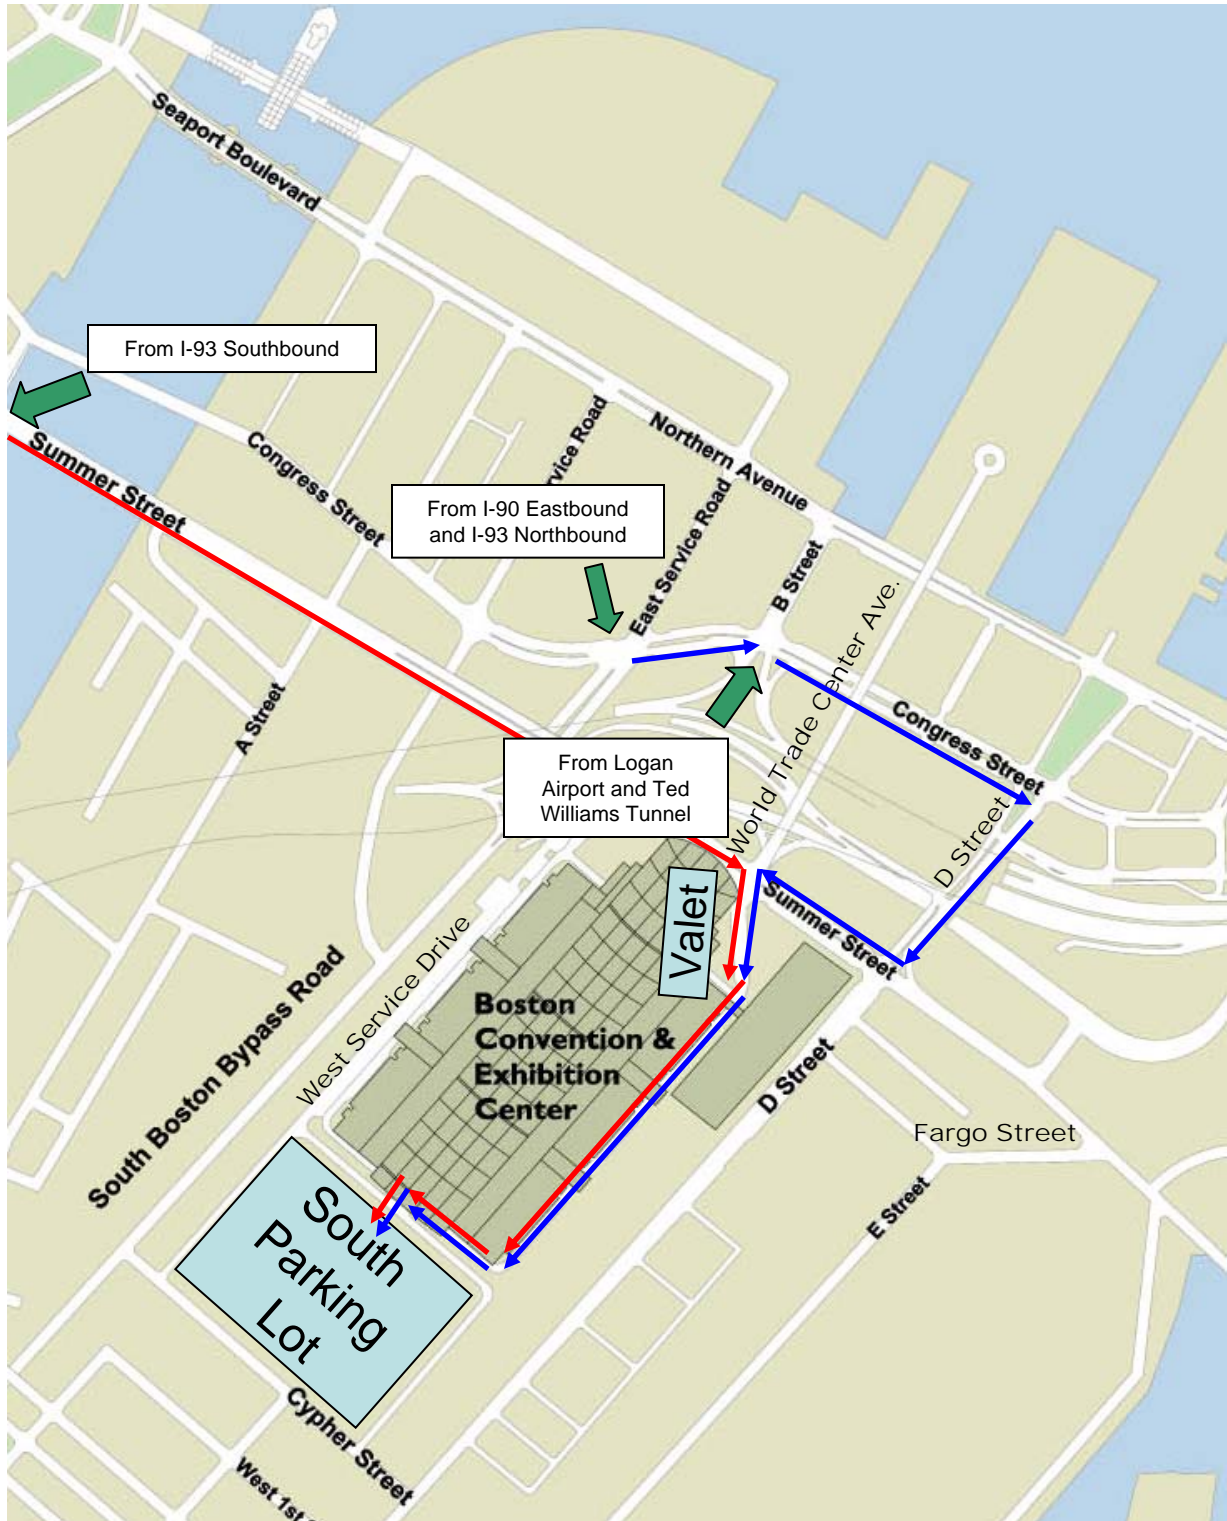 Seaport Boulevard
From I-93 Southbound
Summer Street
Congress Street
rvice Road
Northern Avenue
From I-90 Eastbound
and I-93 Northbound
East Service Road
B Street
World Trade Center Ave.
A Street
Congress Street
From Logan
Airport and Ted
Williams Tunnel
D Street
Valet
Summer Street
West Service Drive
South Boston Bypass Road
Boston
Convention &
Exhibition
Center
D Street
Fargo Street
E Street
South
Parking
Lot
Cypher Street
West 1st